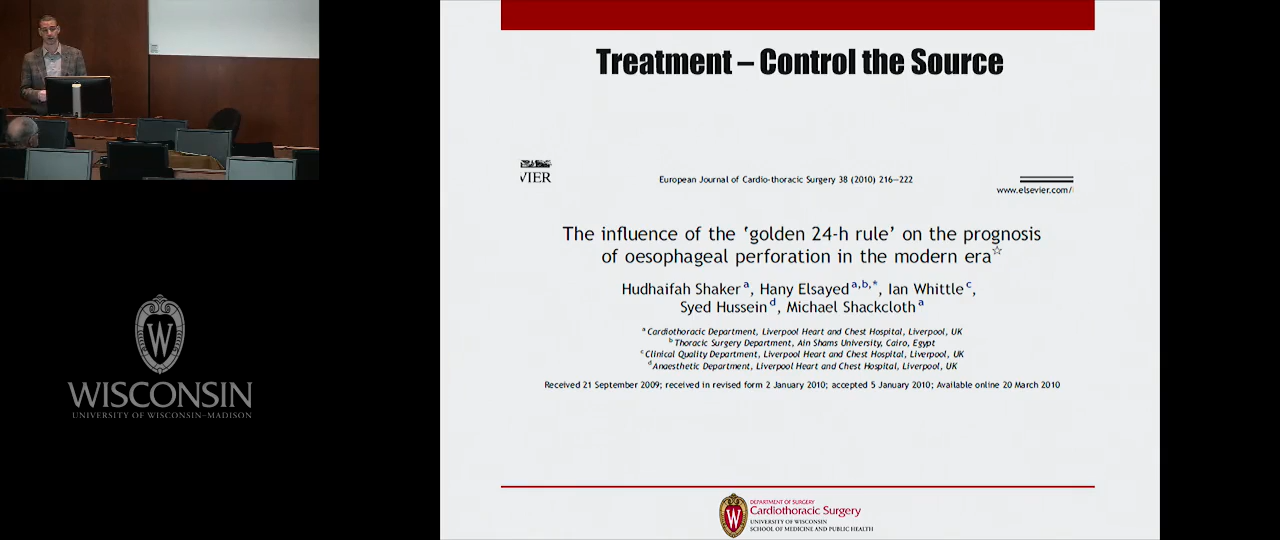 Treatment – Control the Source
VIER
European Journal of Cardio-thoracic Surgery 38 (2010) 216–222
www.elsevier.com/
The influence of the ‘golden 24-h rule’ on the prognosis
of oesophageal perforation in the modern era☆
Hudhaifah Shaker a, Hany Elsayed a,b,*, Ian Whittle c,
Syed Hussein d, Michael Shackcloth a
a Cardiothoracic Department, Liverpool Heart and Chest Hospital, Liverpool, UK
b Thoracic Surgery Department, Ain Shams University, Cairo, Egypt
c Clinical Quality Department, Liverpool Heart and Chest Hospital, Liverpool, UK
d Anaesthetic Department, Liverpool Heart and Chest Hospital, Liverpool, UK
Received 21 September 2009; received in revised form 2 January 2010; accepted 5 January 2010; Available online 20 March 2010
W
WISCONSIN
UNIVERSITY OF WISCONSIN–MADISON
W
DEPARTMENT OF SURGERY
Cardiothoracic Surgery
UNIVERSITY OF WISCONSIN
SCHOOL OF MEDICINE AND PUBLIC HEALTH